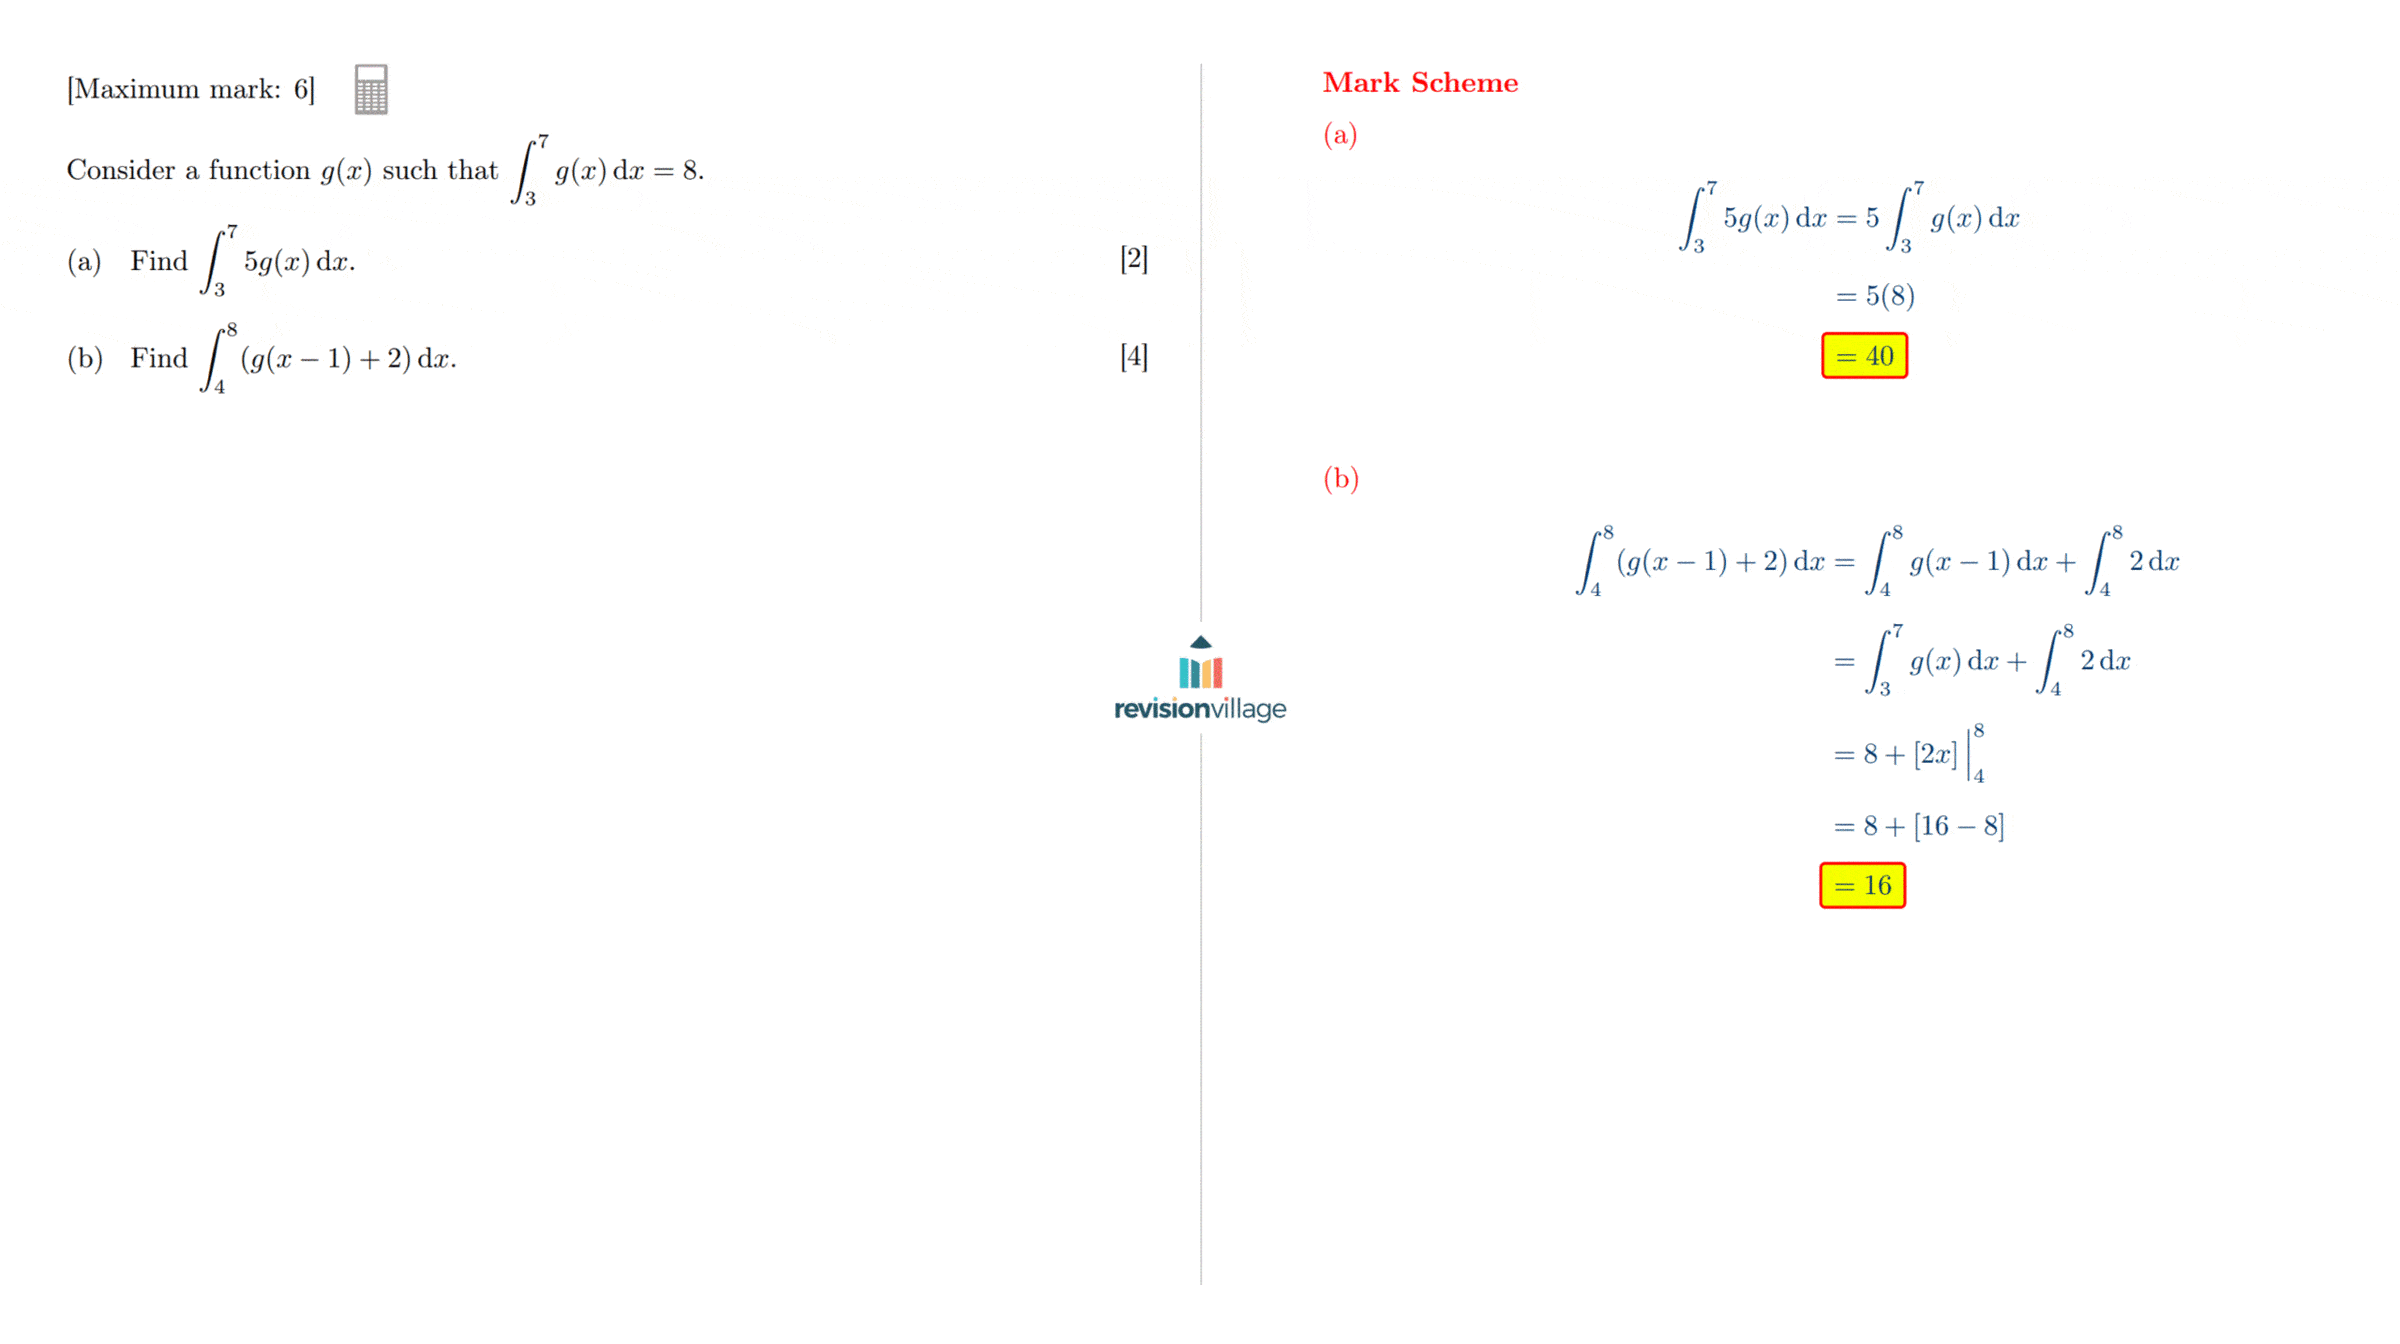 [Maximum mark: 6]
Consider a function g(x) such that ∫₃⁷ g(x) dx = 8.
(a) Find ∫₃⁷ 5g(x) dx. [2]
(b) Find ∫₄⁸ (g(x − 1) + 2) dx. [4]
revisionvillage
Mark Scheme
(a)
∫₃⁷ 5g(x) dx = 5 ∫₃⁷ g(x) dx
= 5(8)
= 40
(b)
∫₄⁸ (g(x − 1) + 2) dx = ∫₄⁸ g(x − 1) dx + ∫₄⁸ 2 dx
= ∫₃⁷ g(x) dx + ∫₄⁸ 2 dx
= 8 + [2x] |₄⁸
= 8 + [16 − 8]
= 16